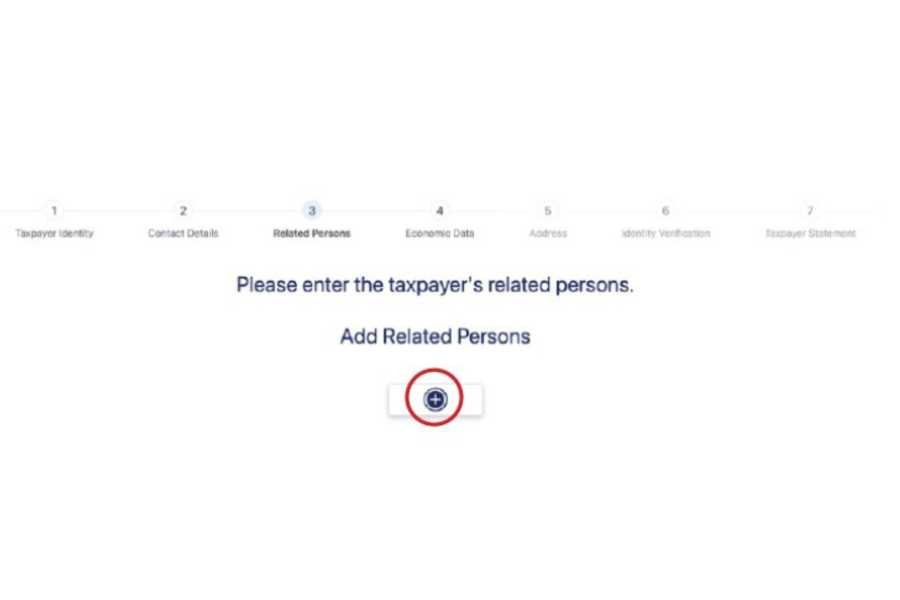 1 2 3 4 5 6 7
Taxpayer Identity Contact Details Related Persons Economic Data Address Identity Verification Taxpayer Statement
Please enter the taxpayer's related persons.
Add Related Persons